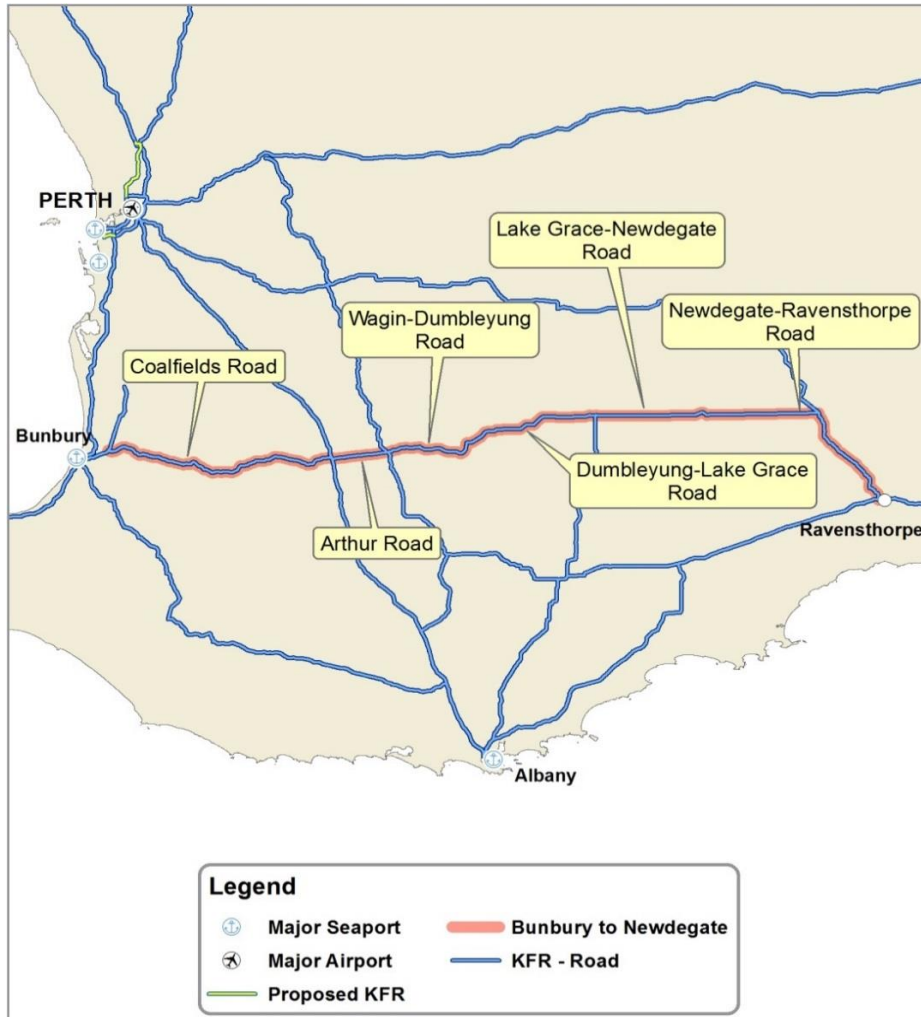 PERTH
Lake Grace-Newdegate
Road
Wagin-Dumbleyung
Road
Newdegate-Ravensthorpe
Road
Coalfields Road
Bunbury
Dumbleyung-Lake Grace
Road
Arthur Road
Ravensthorpe
Albany
Legend
Major Seaport
Bunbury to Newdegate
Major Airport
KFR - Road
Proposed KFR